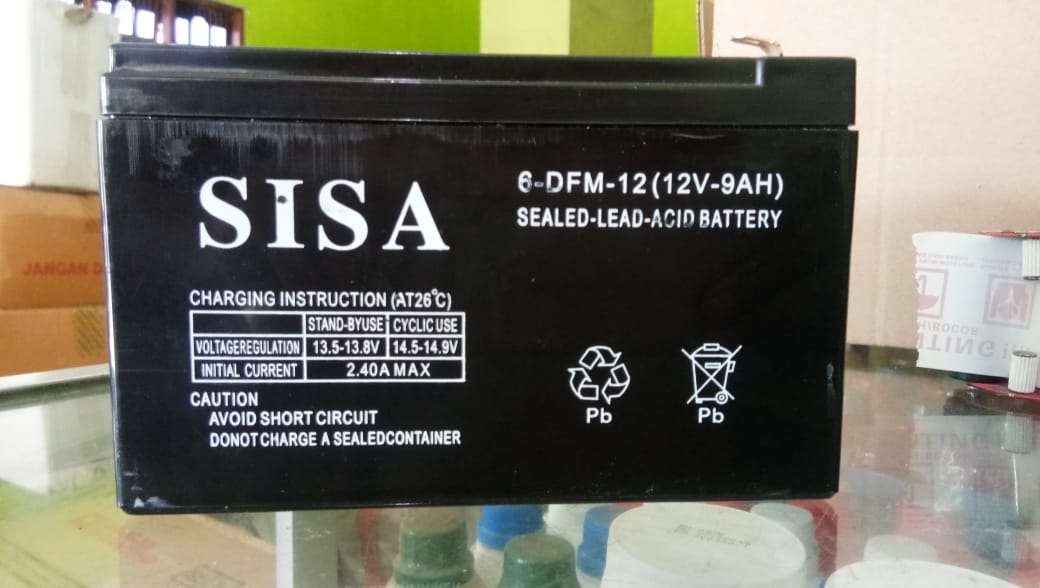 SISA
6-DFM-12(12V-9AH)
SEALED-LEAD-ACID BATTERY
CHARGING INSTRUCTION (AT26°C)
STAND-BYUSE CYCLIC USE
VOLTAGEREGULATION 13.5-13.8V 14.5-14.9V
INITIAL CURRENT 2.40A MAX
CAUTION
AVOID SHORT CIRCUIT
DONOT CHARGE A SEALEDCONTAINER
Pb
Pb
JANGAN